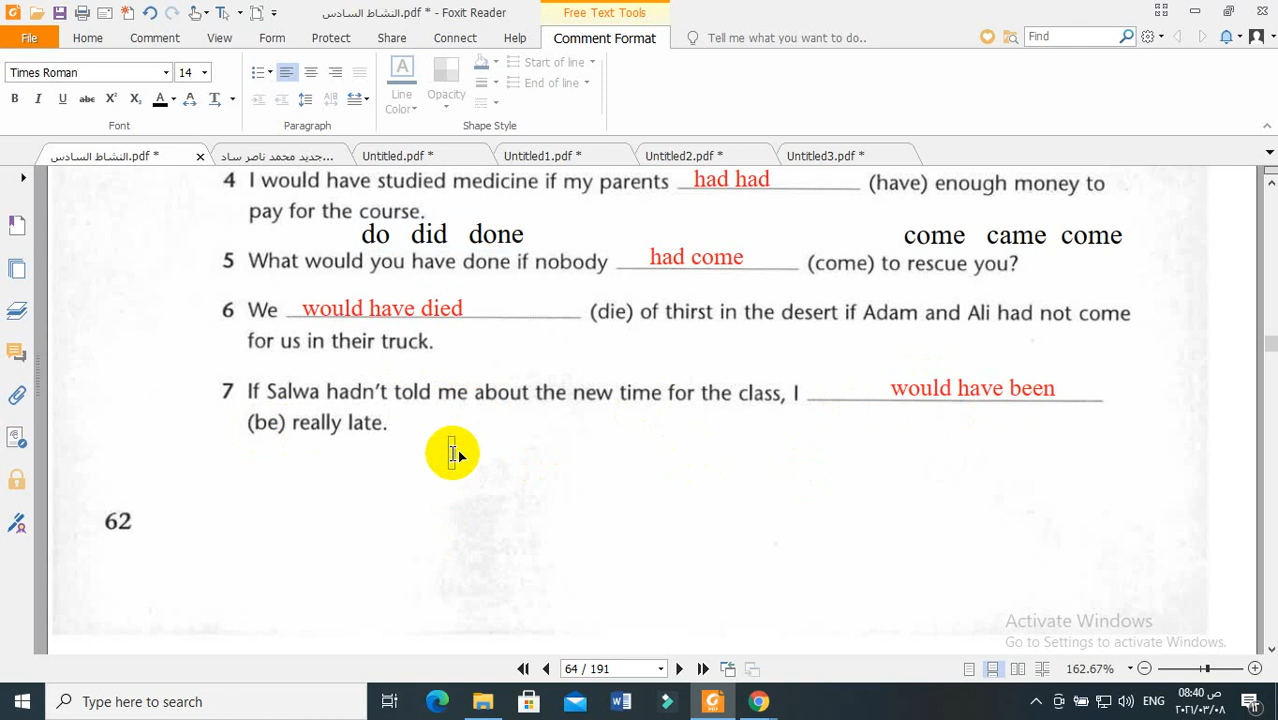 النشاط السادس.pdf * - Foxit Reader
Free Text Tools
File Home Comment View Form Protect Share Connect Help Comment Format Tell me what you want to do.. Find
Times Roman 14
Start of line
End of line
Line Color
Opacity
Font Paragraph Shape Style
النشاط السادس.pdf * جديد محمد ناصر ساد... Untitled.pdf * Untitled1.pdf * Untitled2.pdf * Untitled3.pdf *
4 I would have studied medicine if my parents had had (have) enough money to
pay for the course.
do did done come came come
5 What would you have done if nobody had come (come) to rescue you?
6 We would have died (die) of thirst in the desert if Adam and Ali had not come
for us in their truck.
7 If Salwa hadn't told me about the new time for the class, I would have been
(be) really late.
62
Activate Windows
Go to Settings to activate Windows.
64 / 191 162.67%
Type here to search ENG ص 08:40
٢٠٢١/٠٣/٠٨